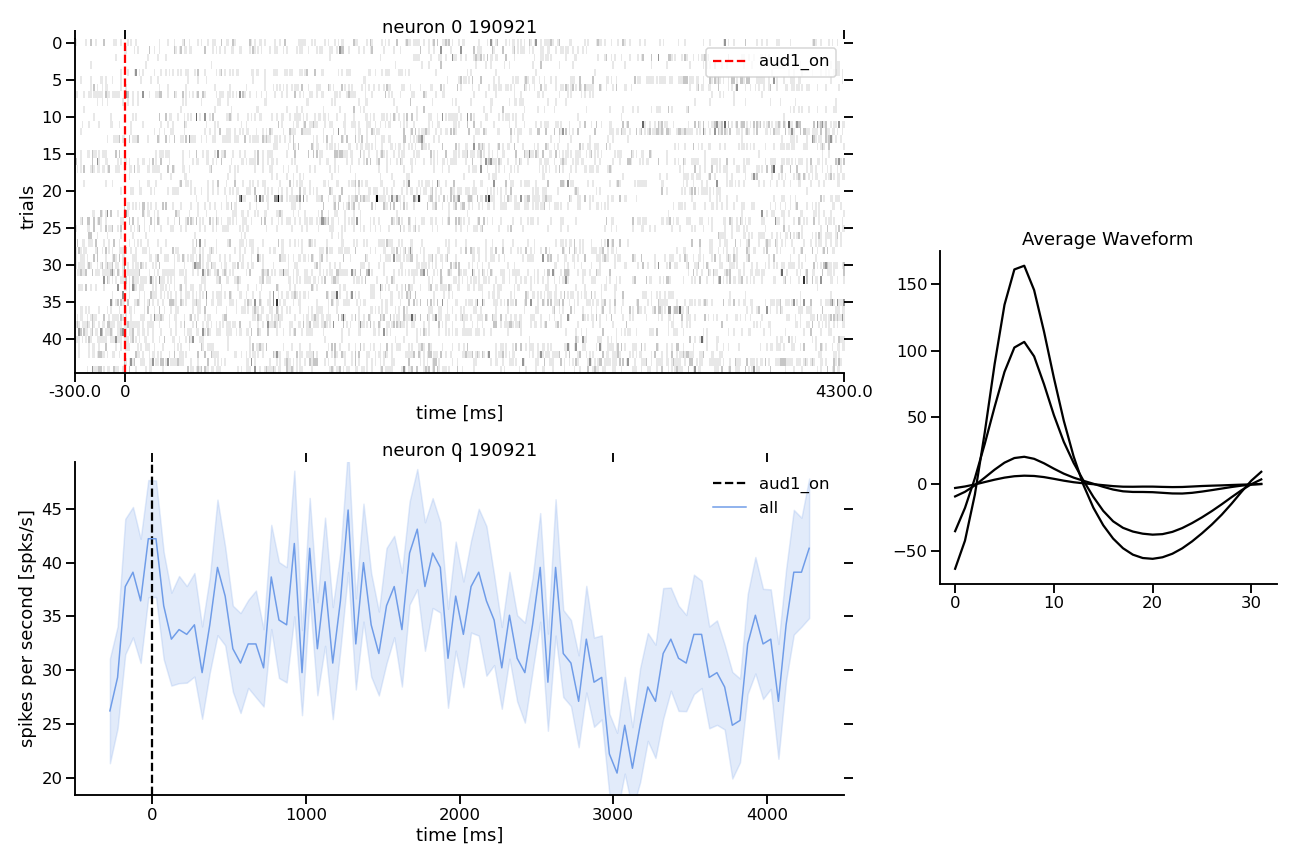 neuron 0 190921
aud1_on
trials
0
5
10
15
20
25
30
35
40
-300.0 0 4300.0
time [ms]
neuron 0 190921
aud1_on
all
spikes per second [spks/s]
45
40
35
30
25
20
0 1000 2000 3000 4000
time [ms]
Average Waveform
150
100
50
0
−50
0 10 20 30